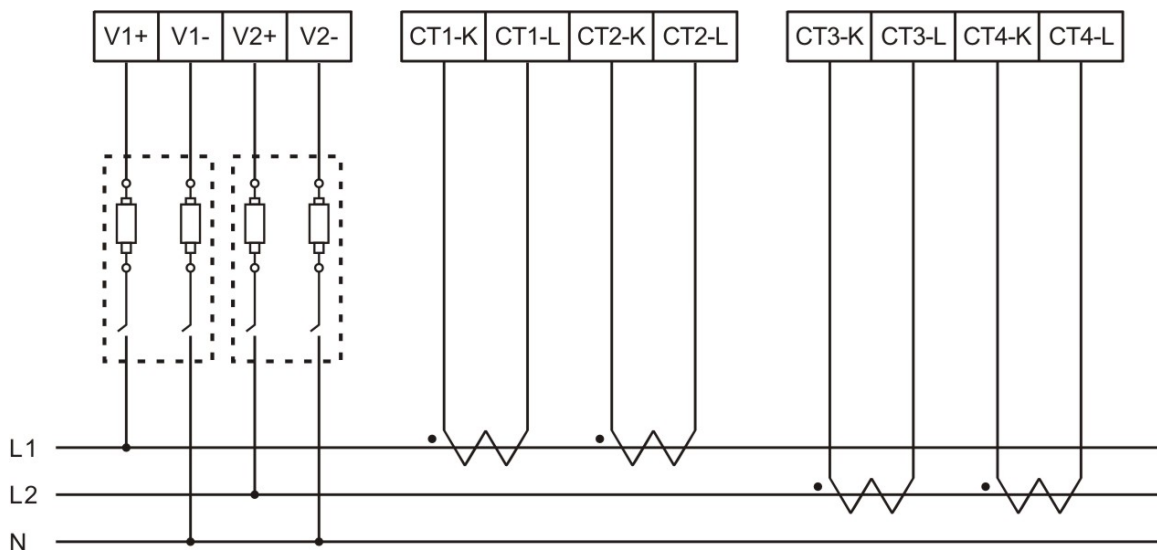 V1+ V1- V2+ V2- CT1-K CT1-L CT2-K CT2-L CT3-K CT3-L CT4-K CT4-L
L1
L2
N